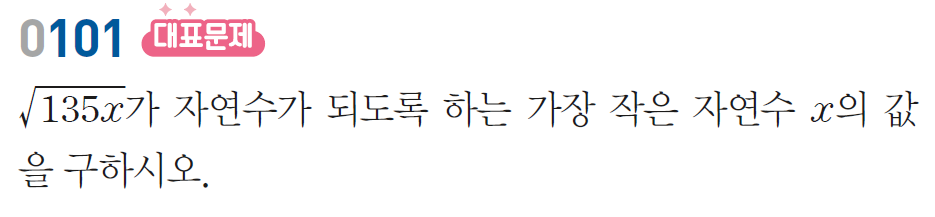 0101 대표문제
√135x가 자연수가 되도록 하는 가장 작은 자연수 x의 값
을 구하시오.